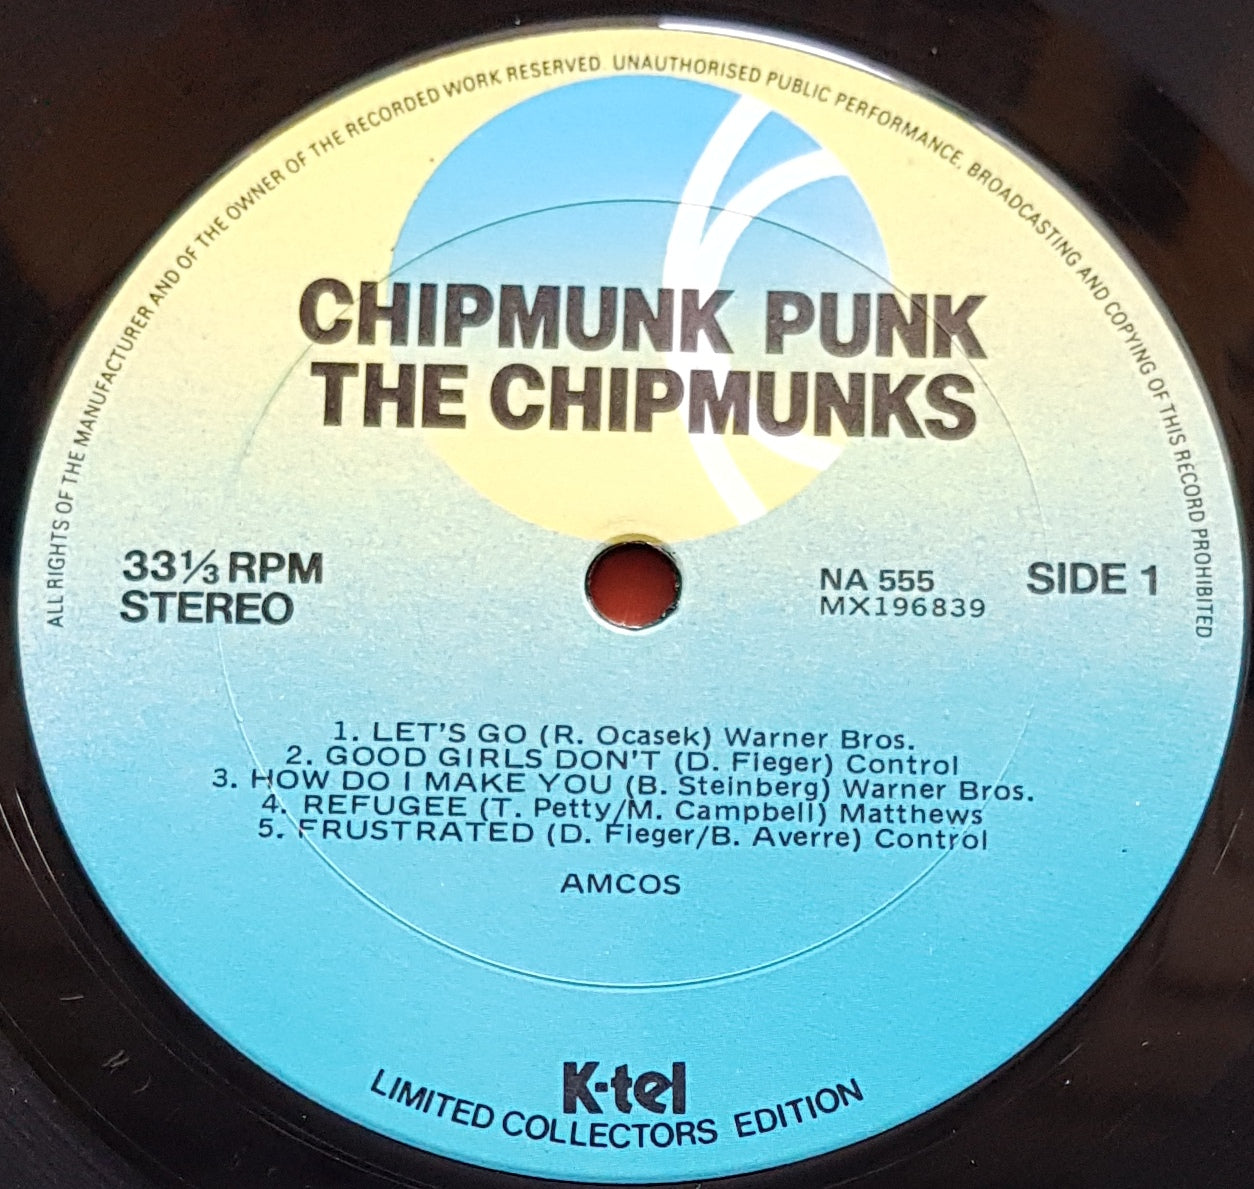 ALL RIGHTS OF THE MANUFACTURER AND OF THE OWNER OF THE RECORDED WORK RESERVED. UNAUTHORISED PUBLIC PERFORMANCE. BROADCASTING AND COPYING OF THIS RECORD PROHIBITED
CHIPMUNK PUNK
THE CHIPMUNKS
33⅓ RPM
STEREO
NA 555
MX196839
SIDE 1
1. LET'S GO (R. Ocasek) Warner Bros.
2. GOOD GIRLS DON'T (D. Fieger) Control
3. HOW DO I MAKE YOU (B. Steinberg) Warner Bros.
4. REFUGEE (T. Petty/M. Campbell) Matthews
5. FRUSTRATED (D. Fieger/B. Averre) Control
AMCOS
K-tel
LIMITED COLLECTORS EDITION